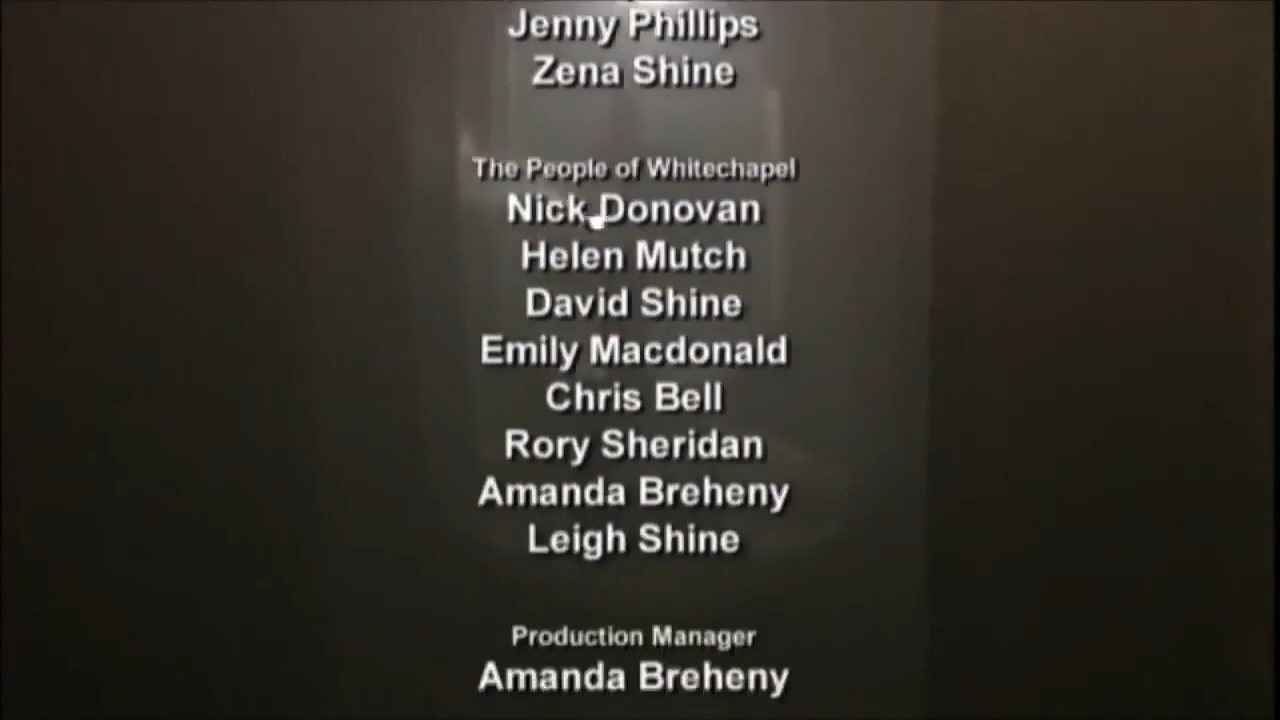 Jenny Phillips
Zena Shine
The People of Whitechapel
Nick Donovan
Helen Mutch
David Shine
Emily Macdonald
Chris Bell
Rory Sheridan
Amanda Breheny
Leigh Shine
Production Manager
Amanda Breheny